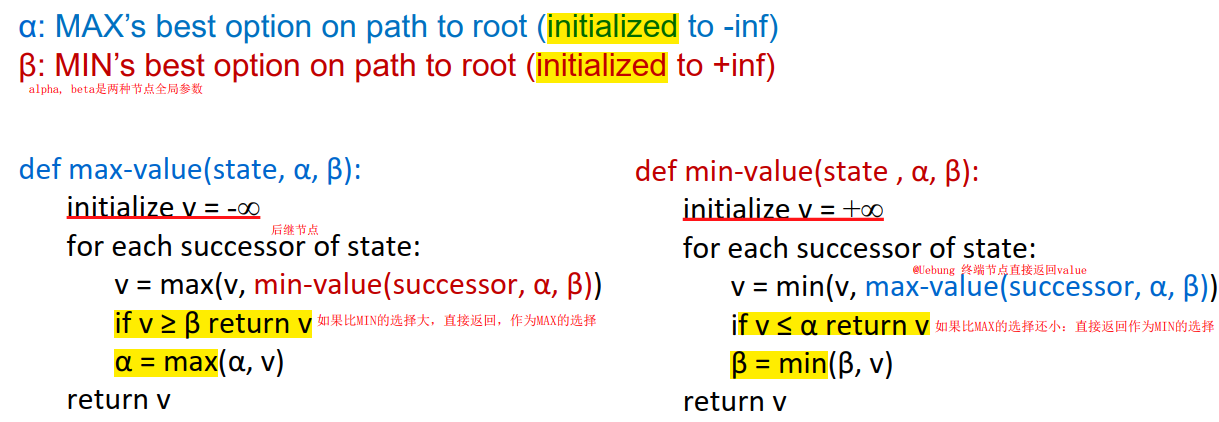 α: MAX’s best option on path to root (initialized to -inf)
β: MIN’s best option on path to root (initialized to +inf)
alpha, beta是两种节点全局参数
def max-value(state, α, β):
initialize v = -∞
后继节点
for each successor of state:
v = max(v, min-value(successor, α, β))
if v ≥ β return v 如果比MIN的选择大，直接返回，作为MAX的选择
α = max(α, v)
return v
def min-value(state , α, β):
initialize v = +∞
for each successor of state:
@Uebung 终端节点直接返回value
v = min(v, max-value(successor, α, β))
if v ≤ α return v 如果比MAX的选择还小：直接返回作为MIN的选择
β = min(β, v)
return v